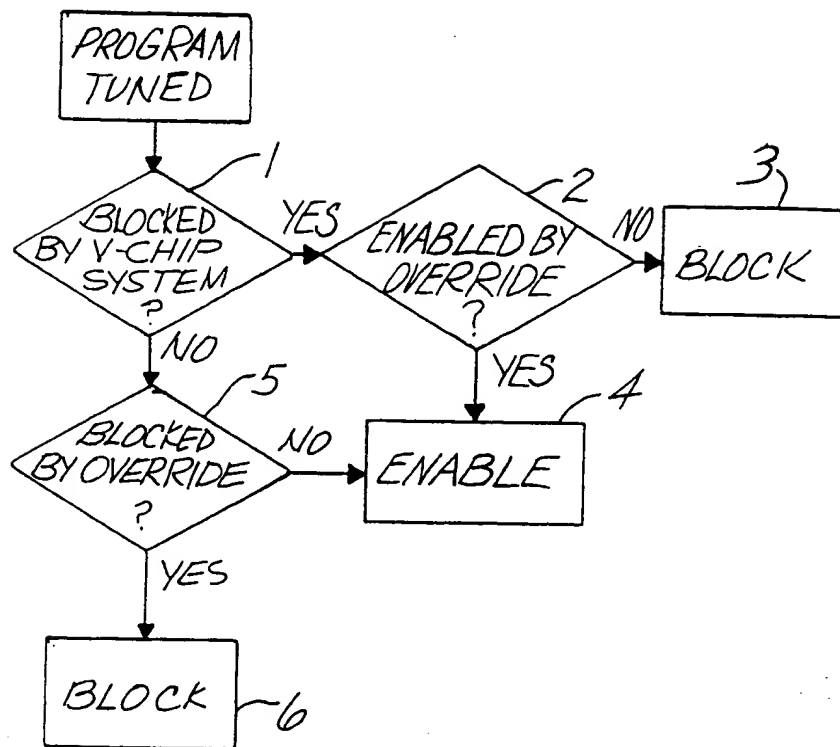 PROGRAM
TUNED
1
BLOCKED
BY V-CHIP
SYSTEM
?
YES
2
ENABLED BY
OVERRIDE
?
NO
3
BLOCK
NO
YES
5
BLOCKED
BY OVERRIDE
?
NO
4
ENABLE
YES
BLOCK
6